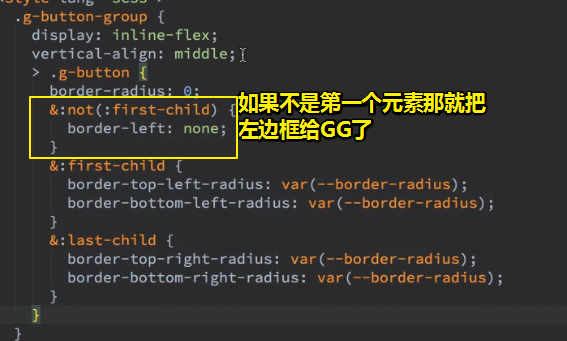 <style lang="scss">
.g-button-group {
display: inline-flex;
vertical-align: middle;
> .g-button {
border-radius: 0;
&:not(:first-child) {
如果不是第一个元素那就把
border-left: none;
左边框给GG了
}
&:first-child {
border-top-left-radius: var(--border-radius);
border-bottom-left-radius: var(--border-radius);
}
&:last-child {
border-top-right-radius: var(--border-radius);
border-bottom-right-radius: var(--border-radius);
}
}
}